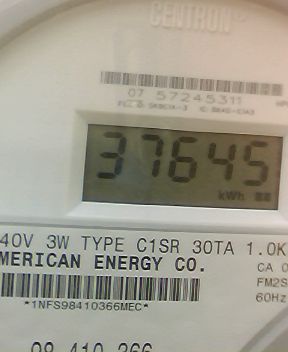 CENTRON®
07 57245311
37645
kWh
40V 3W TYPE C1SR 30TA 1.0K
MERICAN ENERGY CO.
CA 0
FM2S
60Hz
*1NFS98410366MEC*
98 410 366